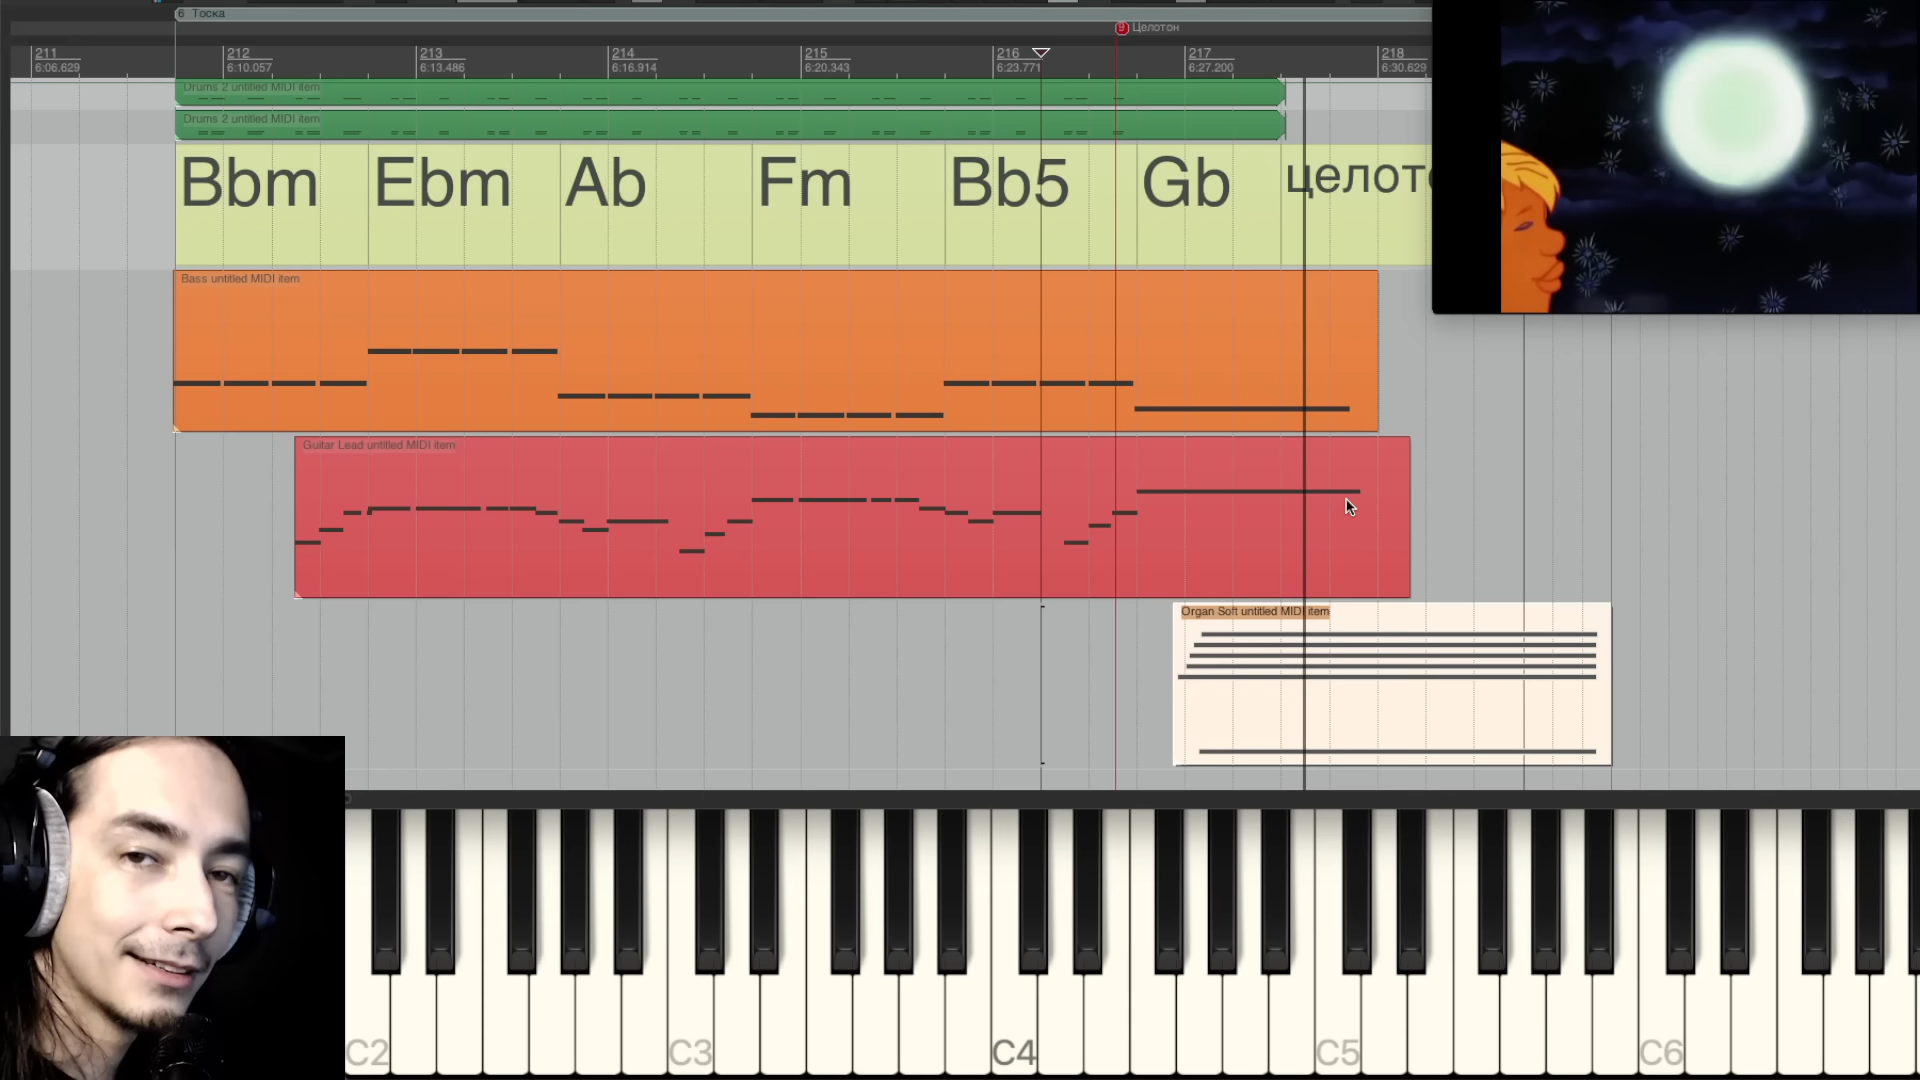 6 Тоска
9 Целотон
211 212 213 214 215 216 217 218
6:06.629 6:10.057 6:13.486 6:16.914 6:20.343 6:23.771 6:27.200 6:30.629
Drums 2 untitled MIDI item
Drums 2 untitled MIDI item
Bbm Ebm Ab Fm Bb5 Gb целот
Bass untitled MIDI item
Guitar Lead untitled MIDI item
Organ Soft untitled MIDI item
C2 C3 C4 C5 C6